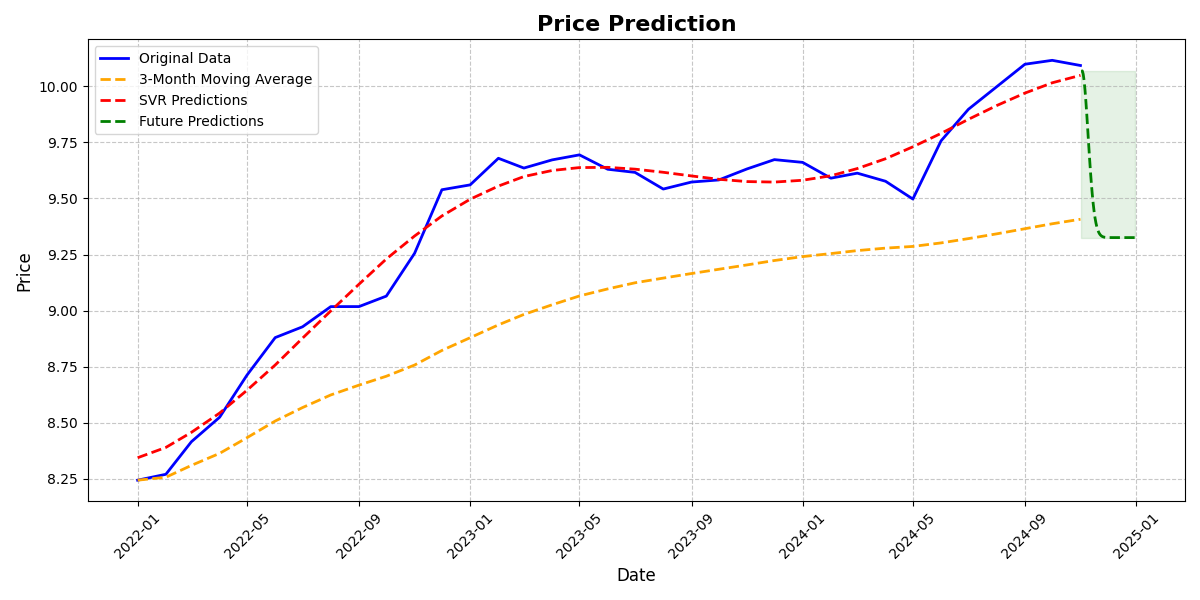 Price Prediction
Original Data
3-Month Moving Average
SVR Predictions
Future Predictions
Price
10.00
9.75
9.50
9.25
9.00
8.75
8.50
8.25
2022-01
2022-05
2022-09
2023-01
2023-05
2023-09
2024-01
2024-05
2024-09
2025-01
Date